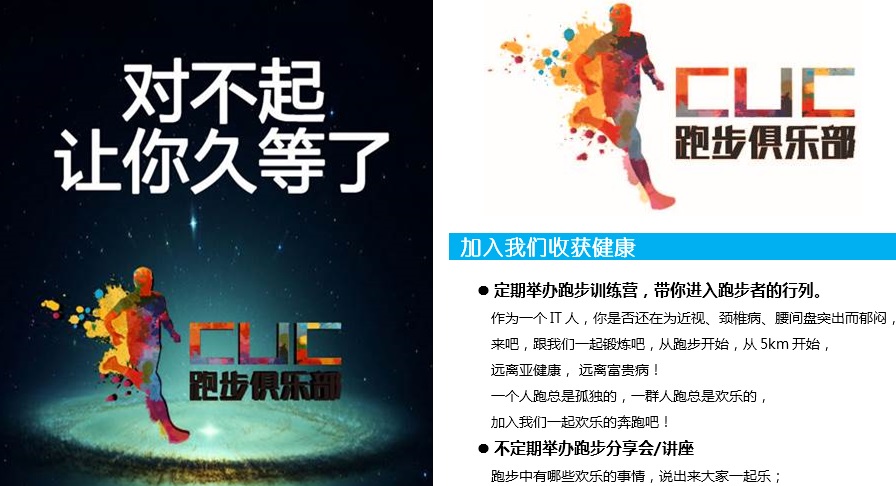 对不起
让你久等了
CUC
跑步俱乐部
CUC
跑步俱乐部
加入我们收获健康
● 定期举办跑步训练营，带你进入跑步者的行列。
作为一个IT人，你是否还在为近视、颈椎病、腰间盘突出而郁闷，
来吧，跟我们一起锻炼吧，从跑步开始，从5km开始，
远离亚健康， 远离富贵病！
一个人跑总是孤独的，一群人跑总是欢乐的，
加入我们一起欢乐的奔跑吧！
● 不定期举办跑步分享会/讲座
跑步中有哪些欢乐的事情，说出来大家一起乐；